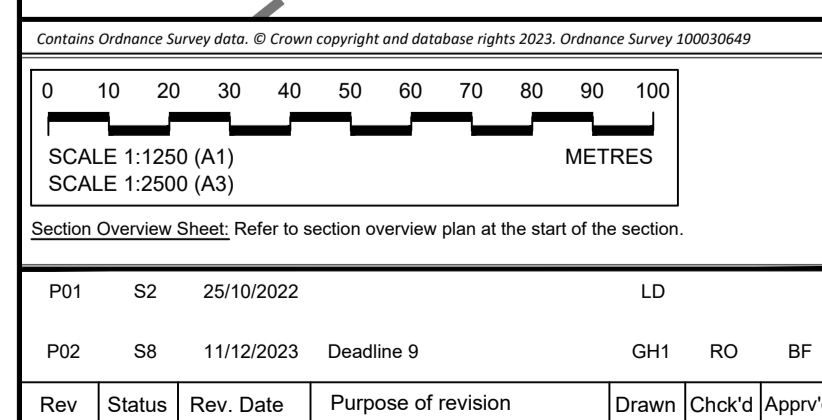 Contains Ordnance Survey data. © Crown copyright and database rights 2023. Ordnance Survey 100030649
0 10 20 30 40 50 60 70 80 90 100
SCALE 1:1250 (A1) METRES
SCALE 1:2500 (A3)
Section Overview Sheet: Refer to section overview plan at the start of the section.
P01 S2 25/10/2022 LD
P02 S8 11/12/2023 Deadline 9 GH1 RO BF
Rev Status Rev. Date Purpose of revision Drawn Chck'd Apprv'